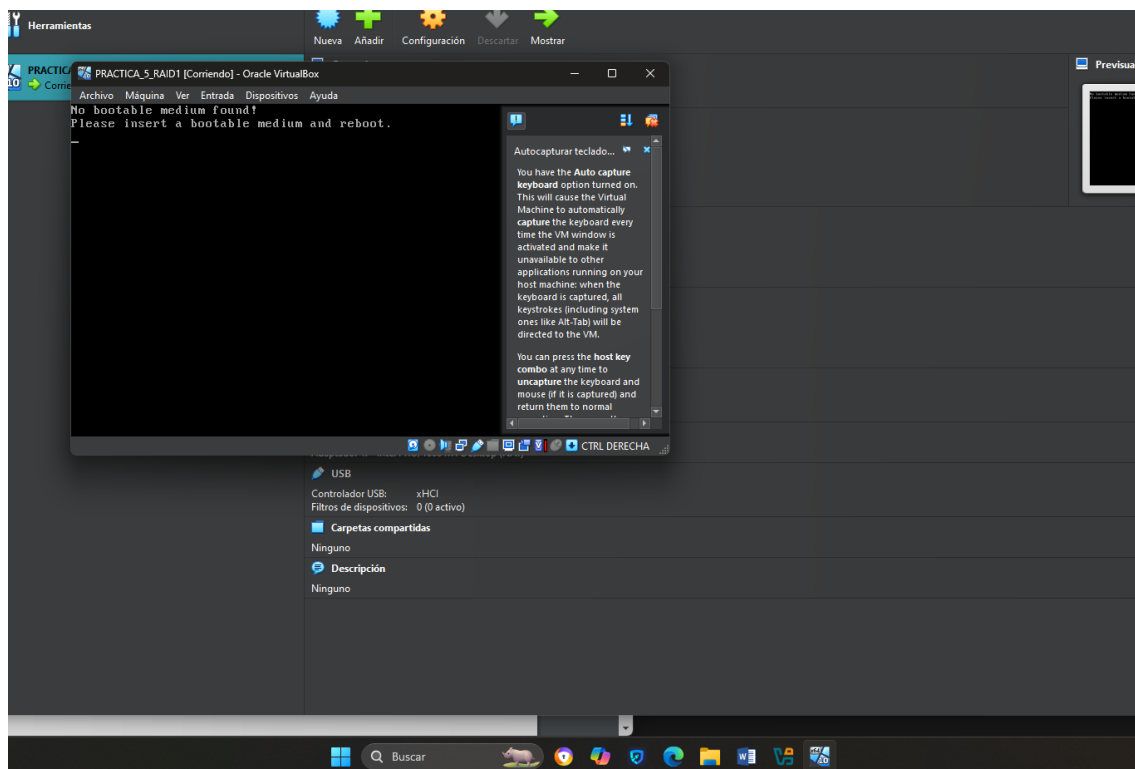 Herramientas
Nueva Añadir Configuración Descartar Mostrar
PRACTICA_5_RAID1 [Corriendo] - Oracle VirtualBox
Archivo Máquina Ver Entrada Dispositivos Ayuda
No bootable medium found!
Please insert a bootable medium and reboot.
Autocapturar teclado...
You have the Auto capture
keyboard option turned on.
This will cause the Virtual
Machine to automatically
capture the keyboard every
time the VM window is
activated and make it
unavailable to other
applications running on your
host machine: when the
keyboard is captured, all
keystrokes (including system
ones like Alt-Tab) will be
directed to the VM.
You can press the host key
combo at any time to
uncapture the keyboard and
mouse (if it is captured) and
return them to normal
CTRL DERECHA
USB
Controlador USB: xHCI
Filtros de dispositivos: 0 (0 activo)
Carpetas compartidas
Ninguno
Descripción
Ninguno
Buscar